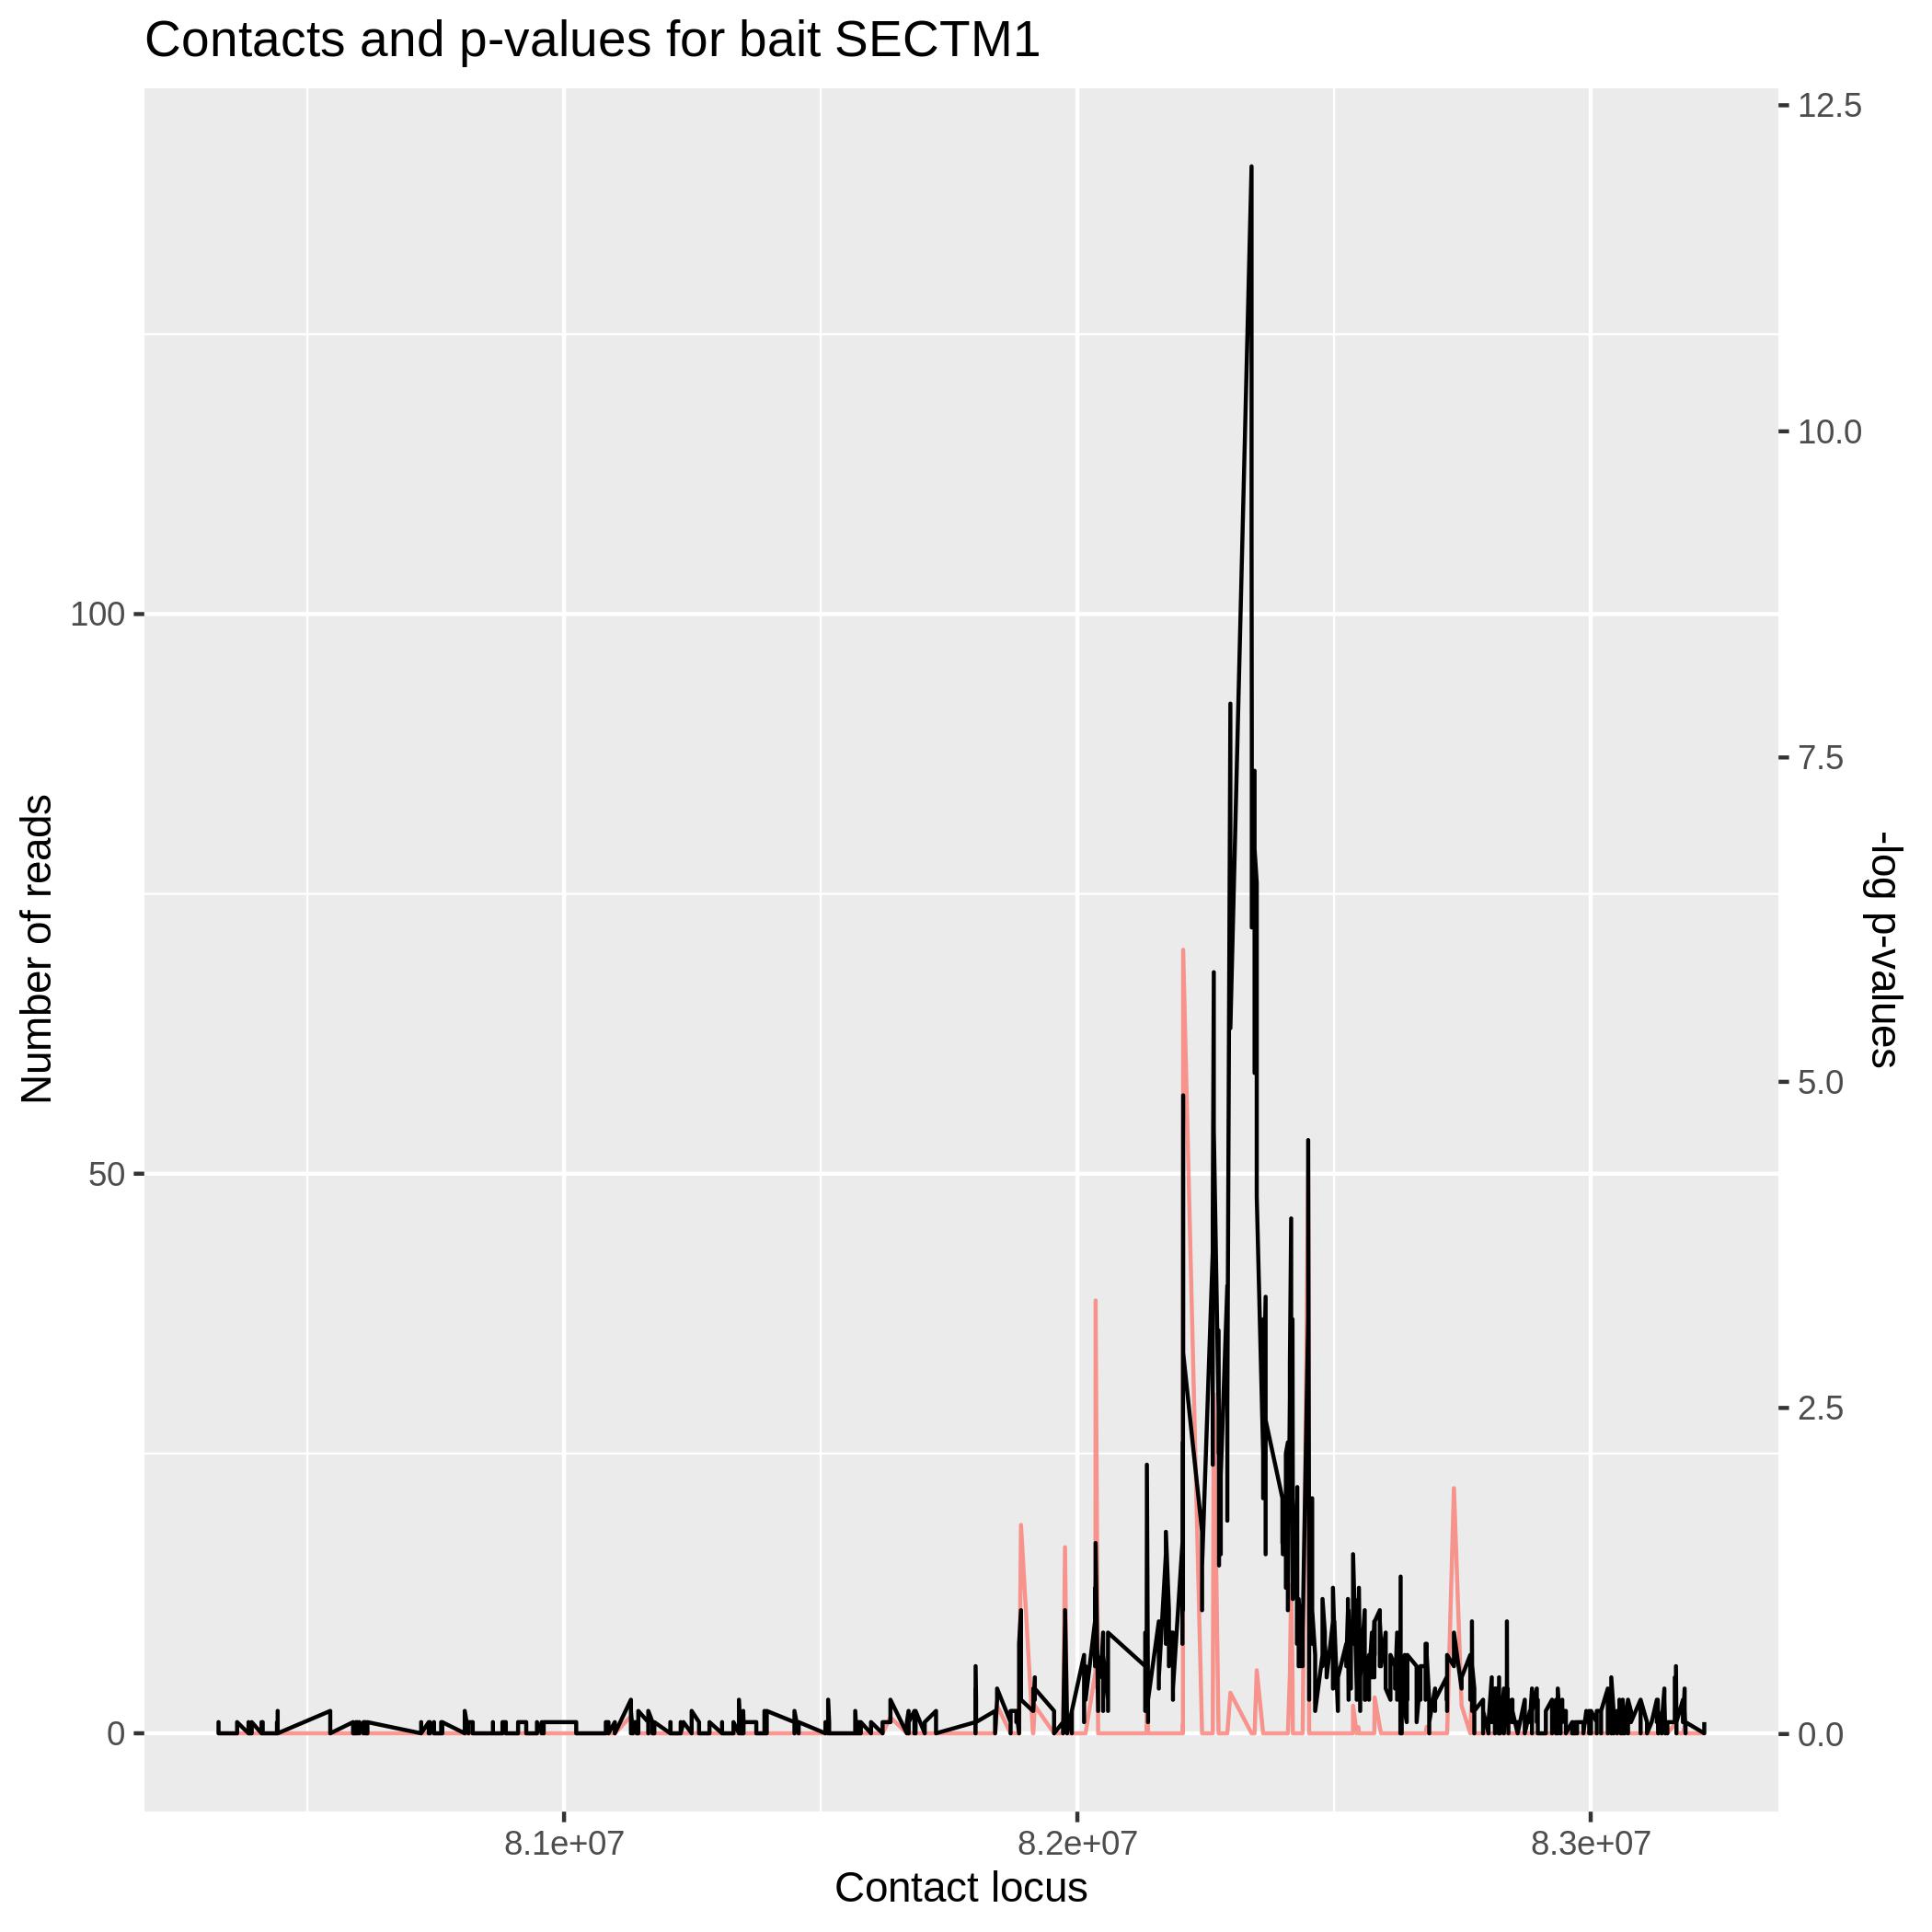 Contacts and p-values for bait SECTM1
12.5
10.0
100
7.5
Number of reads
-log p-values
5.0
50
2.5
0
0.0
8.1e+07
8.2e+07
8.3e+07
Contact locus